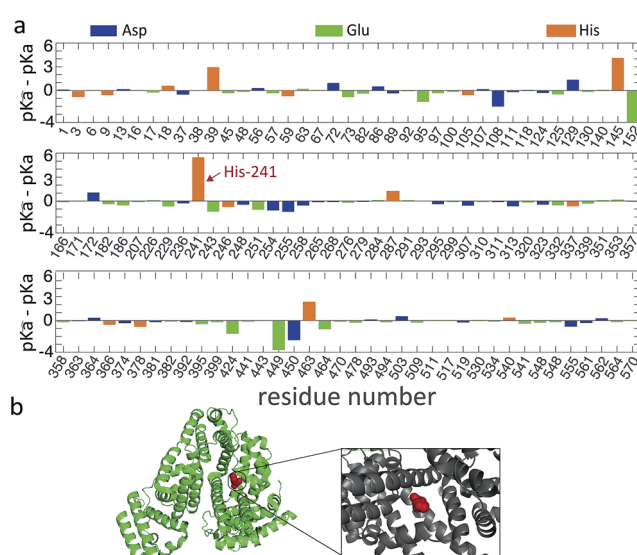 a
Asp Glu His
pKa - pKa
6
3
0
-4
1 3 6 9 13 16 17 18 37 38 39 45 48 56 57 59 63 67 72 73 82 86 89 92 95 97 100 105 107 108 111 118 124 125 129 130 140 145 152
pKa - pKa
6
3
0
-4
His-241
166 171 172 182 186 207 226 229 236 241 243 246 248 251 254 255 258 265 268 276 279 284 287 291 293 295 299 307 310 311 313 320 323 332 337 339 351 353 357
pKa - pKa
6
3
0
-4
358 363 364 366 374 378 381 382 392 395 399 424 441 443 449 450 463 464 470 478 493 494 503 509 511 517 519 530 534 540 541 548 548 555 561 562 564 570
residue number
b